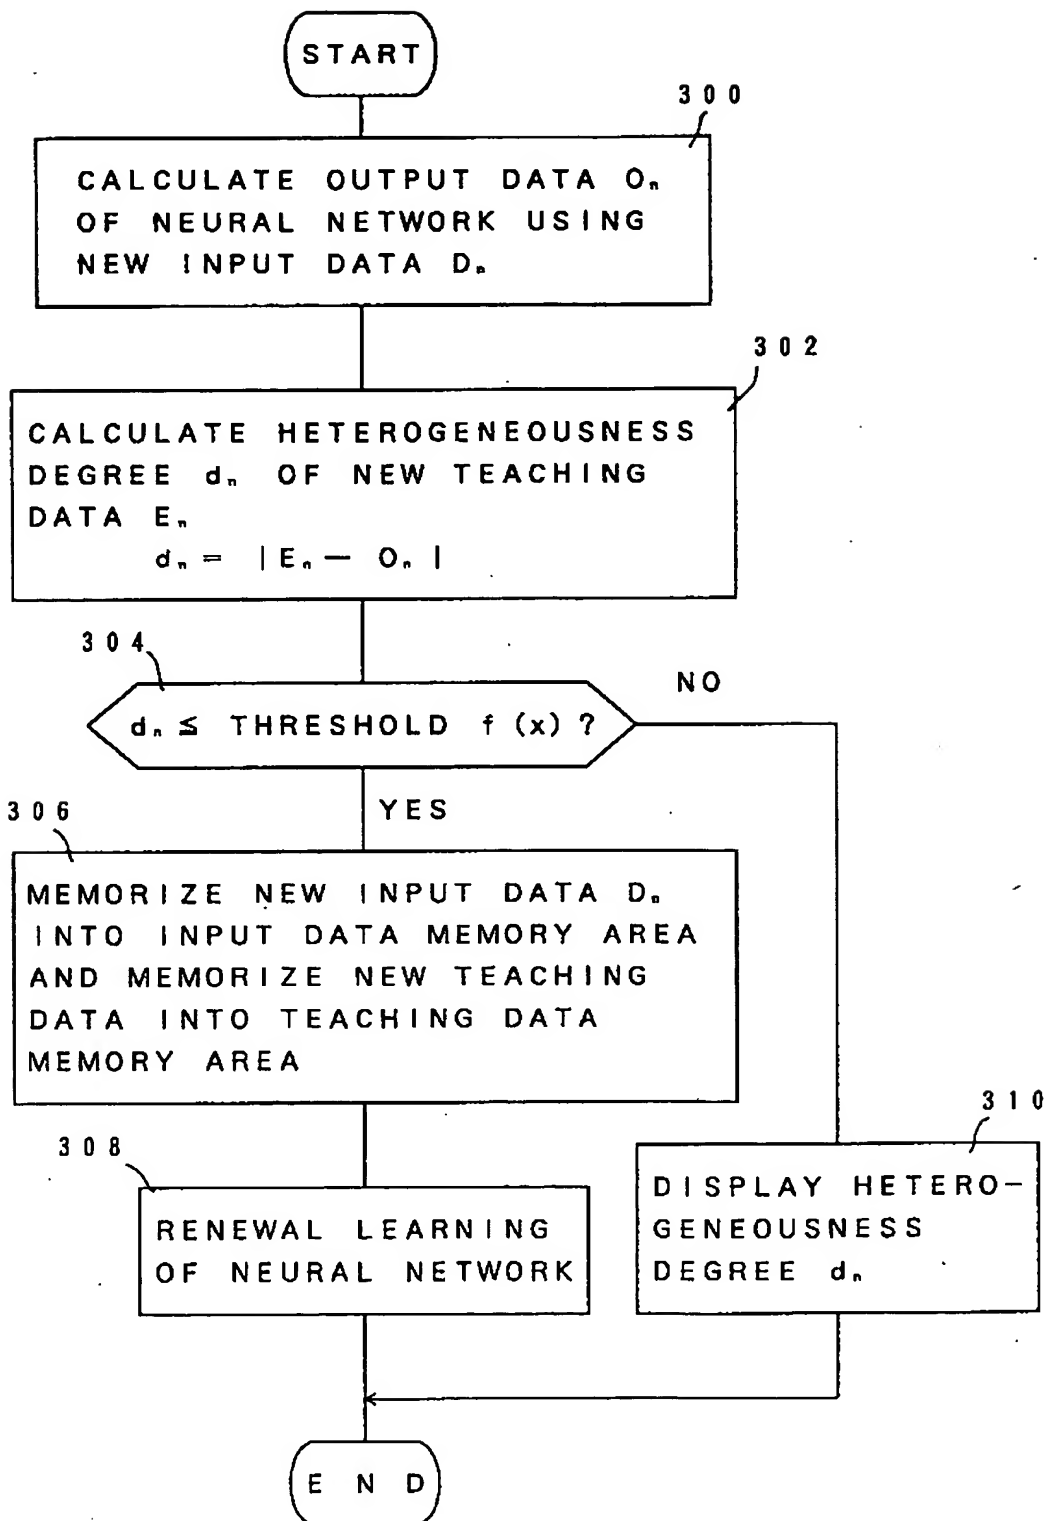 START
300
CALCULATE OUTPUT DATA Oₙ
OF NEURAL NETWORK USING
NEW INPUT DATA Dₙ
302
CALCULATE HETEROGENEOUSNESS
DEGREE dₙ OF NEW TEACHING
DATA Eₙ
dₙ = |Eₙ — Oₙ|
304
dₙ ≦ THRESHOLD f (x) ?
NO
YES
306
MEMORIZE NEW INPUT DATA Dₙ
INTO INPUT DATA MEMORY AREA
AND MEMORIZE NEW TEACHING
DATA INTO TEACHING DATA
MEMORY AREA
308
RENEWAL LEARNING
OF NEURAL NETWORK
310
DISPLAY HETERO-
GENEOUSNESS
DEGREE dₙ
END